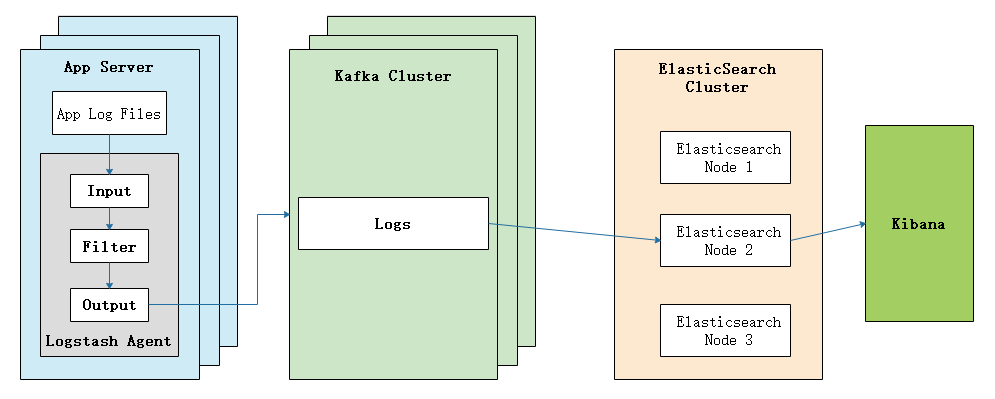 App Server
App Log Files
Input
Filter
Output
Logstash Agent
Kafka Cluster
Logs
ElasticSearch
Cluster
Elasticsearch
Node 1
Elasticsearch
Node 2
Elasticsearch
Node 3
Kibana